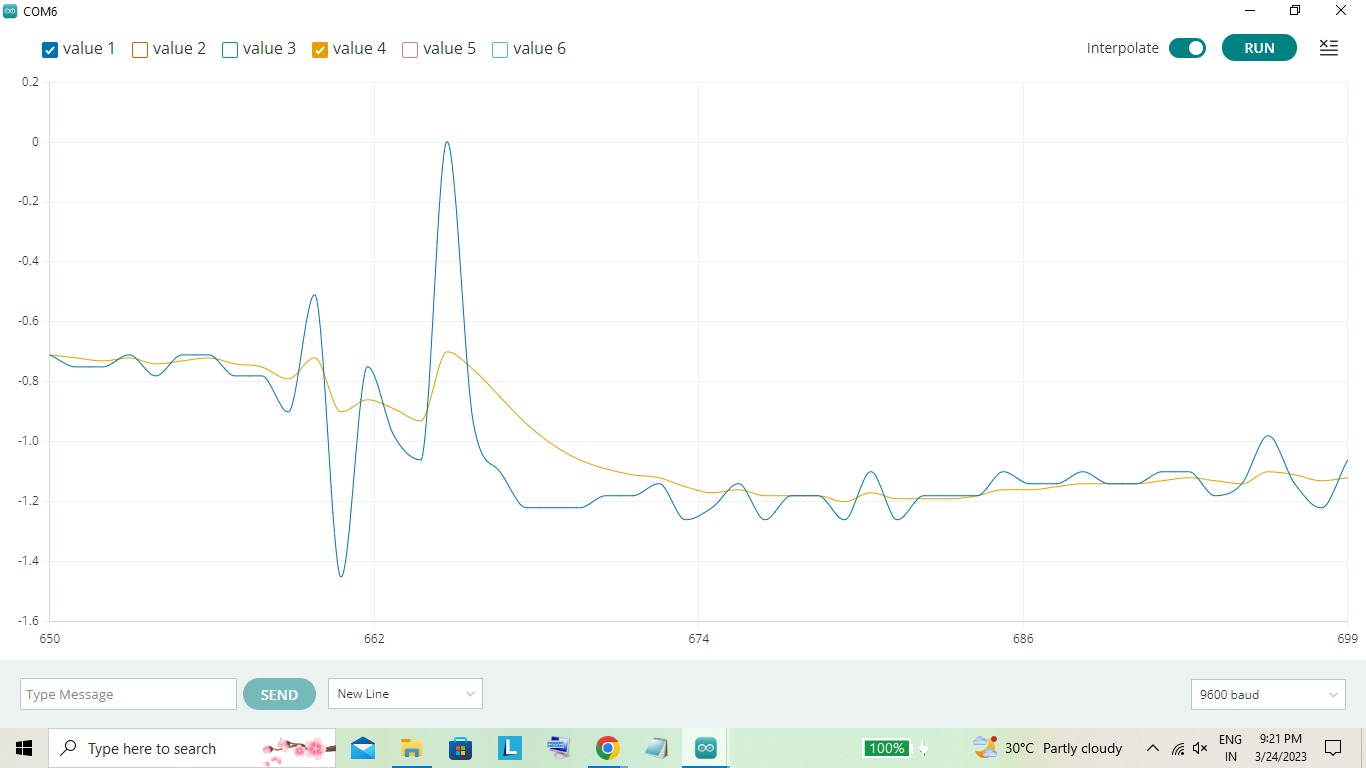 COM6
value 1 value 2 value 3 value 4 value 5 value 6 Interpolate RUN
0.2
0
-0.2
-0.4
-0.6
-0.8
-1.0
-1.2
-1.4
-1.6
650 662 674 686 699
Type Message SEND New Line 9600 baud
Type here to search L 100% 30°C Partly cloudy ENG 9:21 PM
IN 3/24/2023